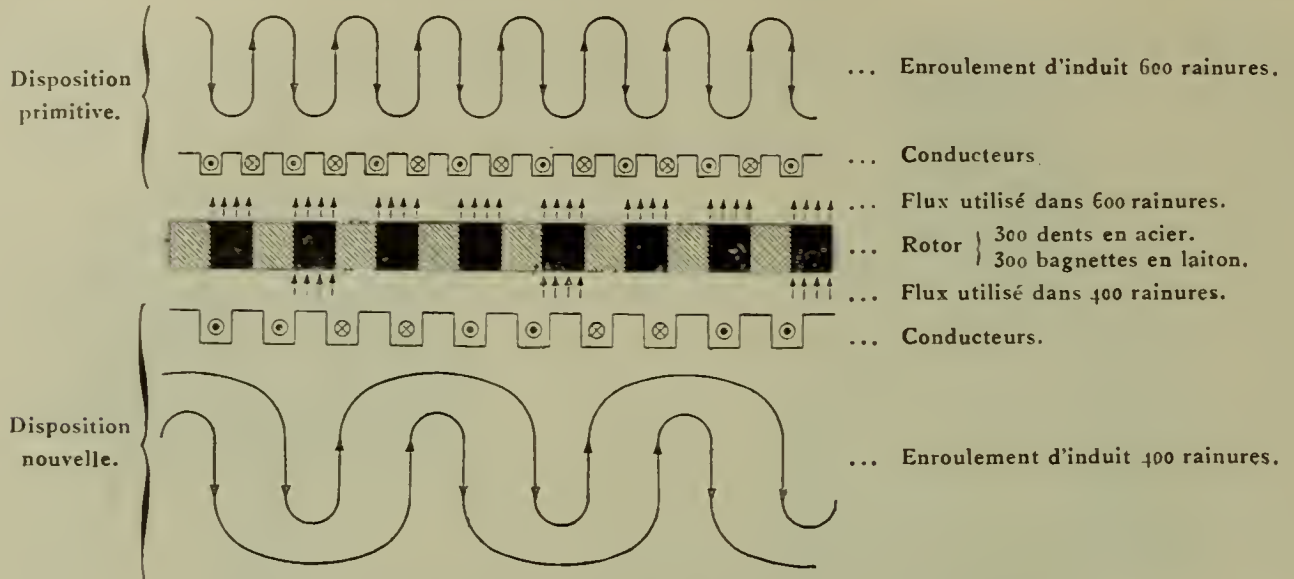 Disposition
primitive.
... Enroulement d'induit 600 rainures.
... Conducteurs.
... Flux utilisé dans 600 rainures.
... Rotor } 300 dents en acier.
300 bagnettes en laiton.
... Flux utilisé dans 400 rainures.
... Conducteurs.
Disposition
nouvelle.
... Enroulement d'induit 400 rainures.